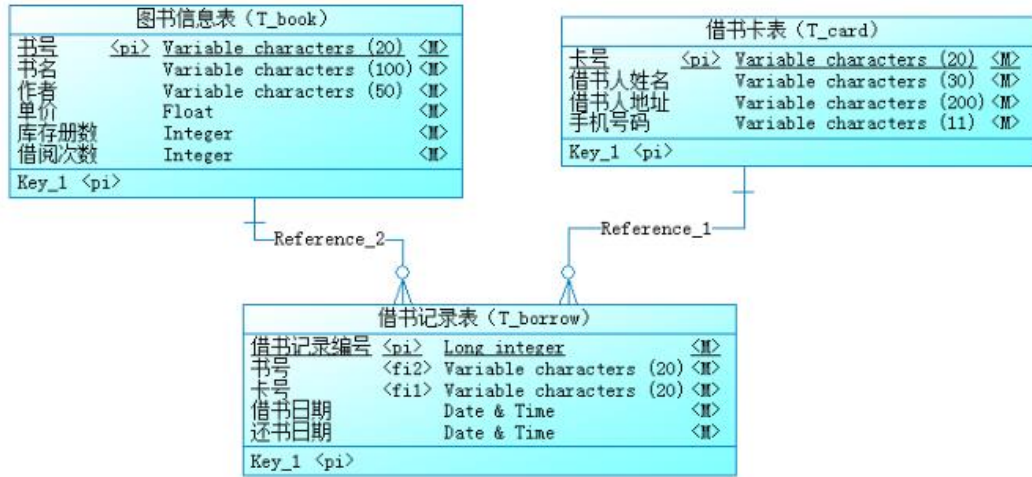 图书信息表（T_book）
书号 <pi> Variable characters (20) <M>
书名 Variable characters (100) <M>
作者 Variable characters (50) <M>
单价 Float <M>
库存册数 Integer <M>
借阅次数 Integer <M>
Key_1 <pi>
借书卡表（T_card）
卡号 <pi> Variable characters (20) <M>
借书人姓名 Variable characters (30) <M>
借书人地址 Variable characters (200) <M>
手机号码 Variable characters (11) <M>
Key_1 <pi>
Reference_2
Reference_1
借书记录表（T_borrow）
借书记录编号 <pi> Long integer <M>
书号 <fi2> Variable characters (20) <M>
卡号 <fi1> Variable characters (20) <M>
借书日期 Date & Time <M>
还书日期 Date & Time <M>
Key_1 <pi>